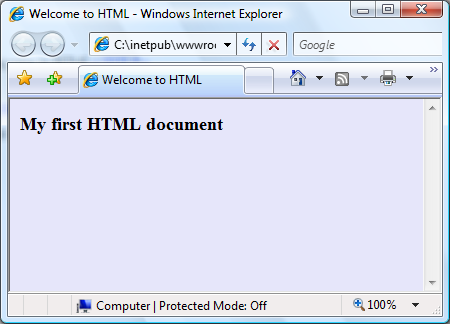 Welcome to HTML - Windows Internet Explorer
C:\inetpub\wwwroo
Google
Welcome to HTML
My first HTML document
Computer | Protected Mode: Off
100%